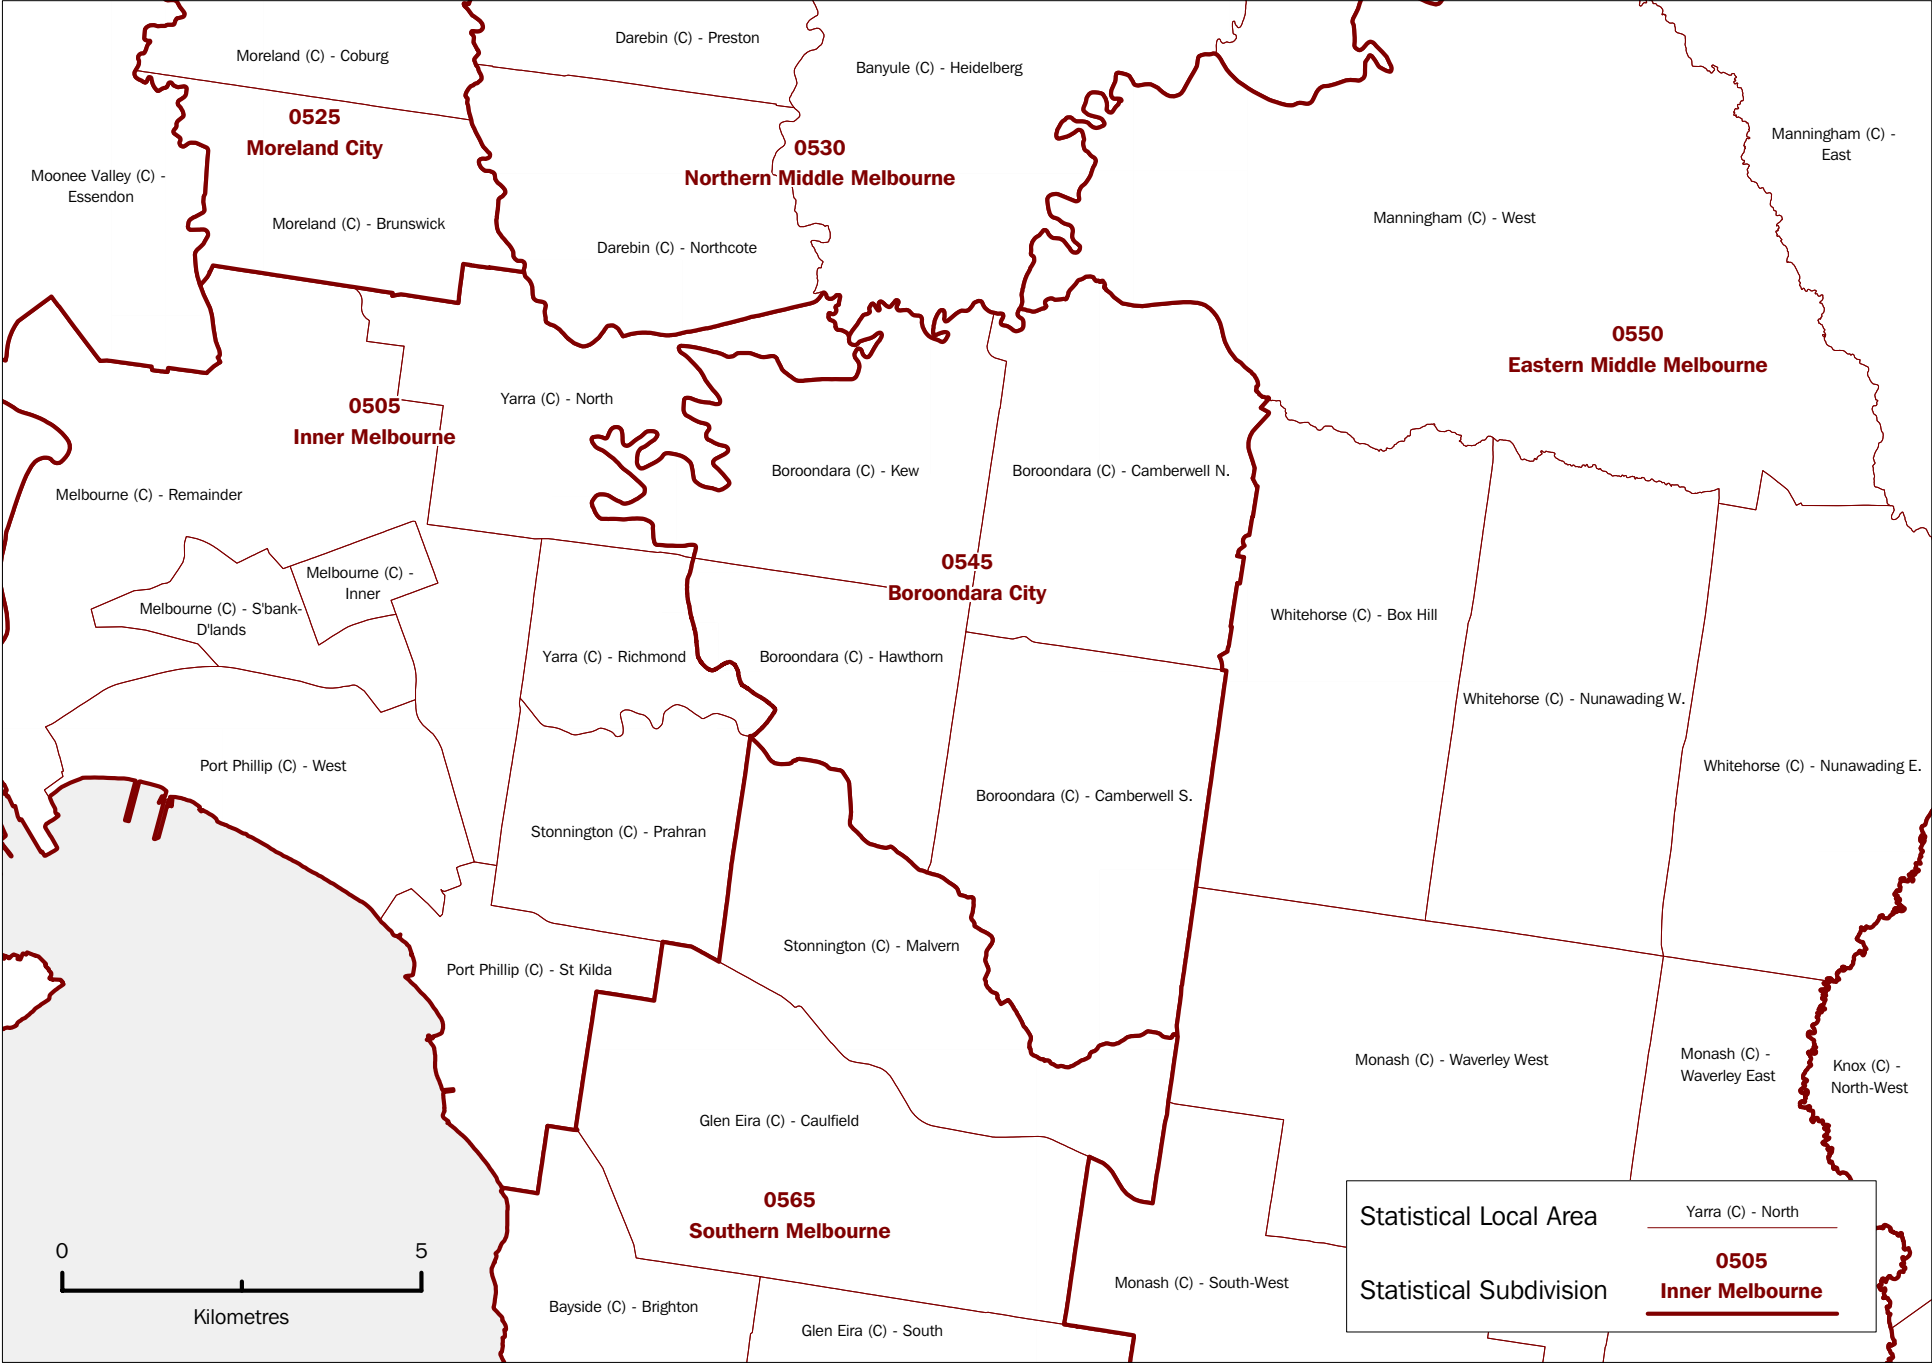 Darebin (C) - Preston
Moreland (C) - Coburg
Banyule (C) - Heidelberg
0525
Moreland City
Manningham (C) -
East
0530
Northern Middle Melbourne
Moonee Valley (C) -
Essendon
Moreland (C) - Brunswick
Manningham (C) - West
Darebin (C) - Northcote
0550
Eastern Middle Melbourne
Yarra (C) - North
0505
Inner Melbourne
Boroondara (C) - Kew
Boroondara (C) - Camberwell N.
Melbourne (C) - Remainder
0545
Boroondara City
Melbourne (C) -
Inner
Melbourne (C) - S'bank-
D'lands
Whitehorse (C) - Box Hill
Yarra (C) - Richmond
Boroondara (C) - Hawthorn
Whitehorse (C) - Nunawading W.
Port Phillip (C) - West
Whitehorse (C) - Nunawading E.
Boroondara (C) - Camberwell S.
Stonnington (C) - Prahran
Stonnington (C) - Malvern
Port Phillip (C) - St Kilda
Monash (C) - Waverley West
Monash (C) -
Waverley East
Knox (C) -
North-West
Glen Eira (C) - Caulfield
0565
Southern Melbourne
Statistical Local Area
Yarra (C) - North
0 5
Kilometres
0505
Inner Melbourne
Statistical Subdivision
Monash (C) - South-West
Bayside (C) - Brighton
Glen Eira (C) - South